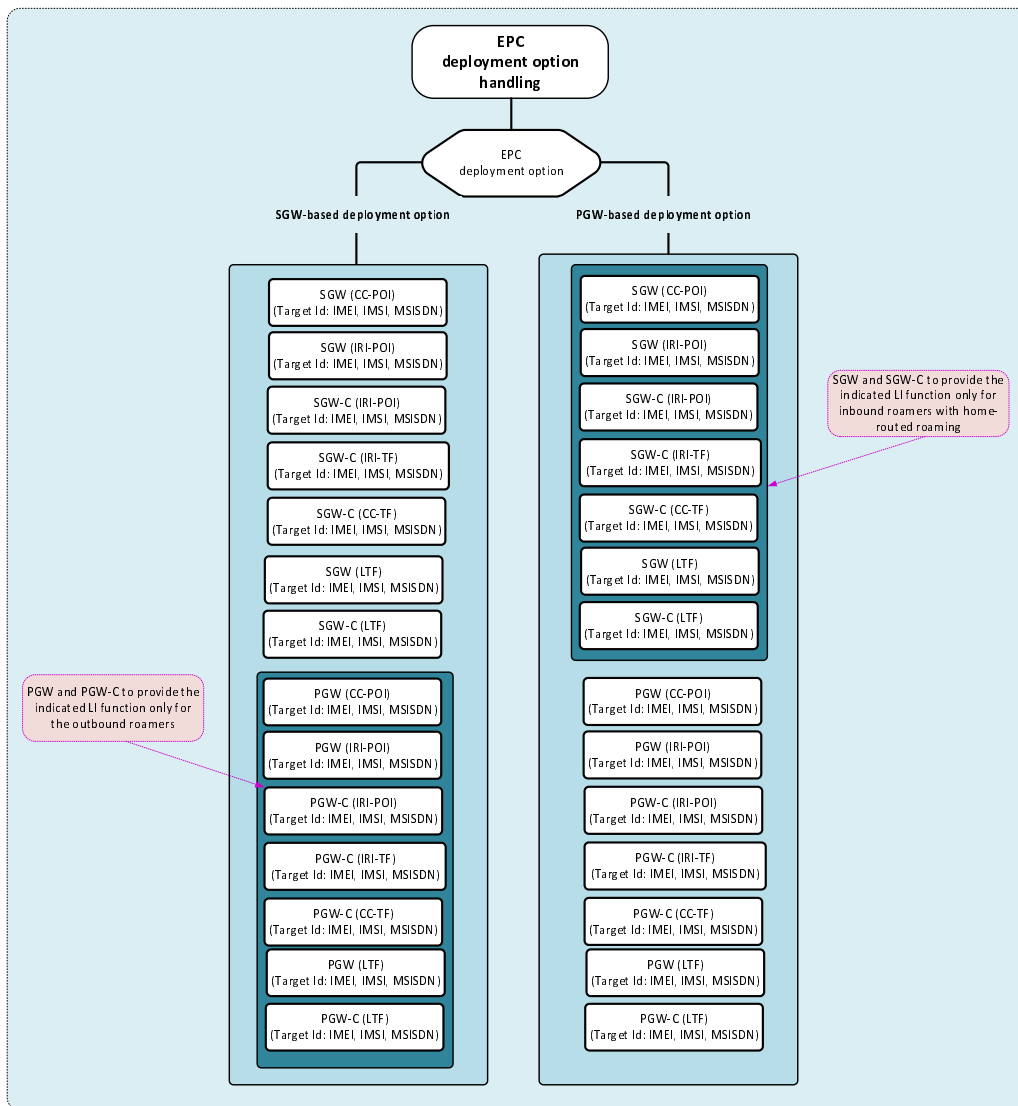 EPC
deployment option
handling
EPC
deployment option
SGW-based deployment option
PGW-based deployment option
SGW (CC-POI)
(Target Id: IMEI, IMSI, MSISDN)
SGW (IRI-POI)
(Target Id: IMEI, IMSI, MSISDN)
SGW-C (IRI-POI)
(Target Id: IMEI, IMSI, MSISDN)
SGW-C (IRI-TF)
(Target Id: IMEI, IMSI, MSISDN)
SGW-C (CC-TF)
(Target Id: IMEI, IMSI, MSISDN)
SGW (LTF)
(Target Id: IMEI, IMSI, MSISDN)
SGW-C (LTF)
(Target Id: IMEI, IMSI, MSISDN)
PGW and PGW-C to provide the
indicated LI function only for
the outbound roamers
PGW (CC-POI)
(Target Id: IMEI, IMSI, MSISDN)
PGW (IRI-POI)
(Target Id: IMEI, IMSI, MSISDN)
PGW-C (IRI-POI)
(Target Id: IMEI, IMSI, MSISDN)
PGW-C (IRI-TF)
(Target Id: IMEI, IMSI, MSISDN)
PGW-C (CC-TF)
(Target Id: IMEI, IMSI, MSISDN)
PGW (LTF)
(Target Id: IMEI, IMSI, MSISDN)
PGW-C (LTF)
(Target Id: IMEI, IMSI, MSISDN)
SGW (CC-POI)
(Target Id: IMEI, IMSI, MSISDN)
SGW (IRI-POI)
(Target Id: IMEI, IMSI, MSISDN)
SGW-C (IRI-POI)
(Target Id: IMEI, IMSI, MSISDN)
SGW-C (IRI-TF)
(Target Id: IMEI, IMSI, MSISDN)
SGW-C (CC-TF)
(Target Id: IMEI, IMSI, MSISDN)
SGW (LTF)
(Target Id: IMEI, IMSI, MSISDN)
SGW-C (LTF)
(Target Id: IMEI, IMSI, MSISDN)
SGW and SGW-C to provide the
indicated LI function only for
inbound roamers with home-
routed roaming
PGW (CC-POI)
(Target Id: IMEI, IMSI, MSISDN)
PGW (IRI-POI)
(Target Id: IMEI, IMSI, MSISDN)
PGW-C (IRI-POI)
(Target Id: IMEI, IMSI, MSISDN)
PGW-C (IRI-TF)
(Target Id: IMEI, IMSI, MSISDN)
PGW-C (CC-TF)
(Target Id: IMEI, IMSI, MSISDN)
PGW (LTF)
(Target Id: IMEI, IMSI, MSISDN)
PGW-C (LTF)
(Target Id: IMEI, IMSI, MSISDN)